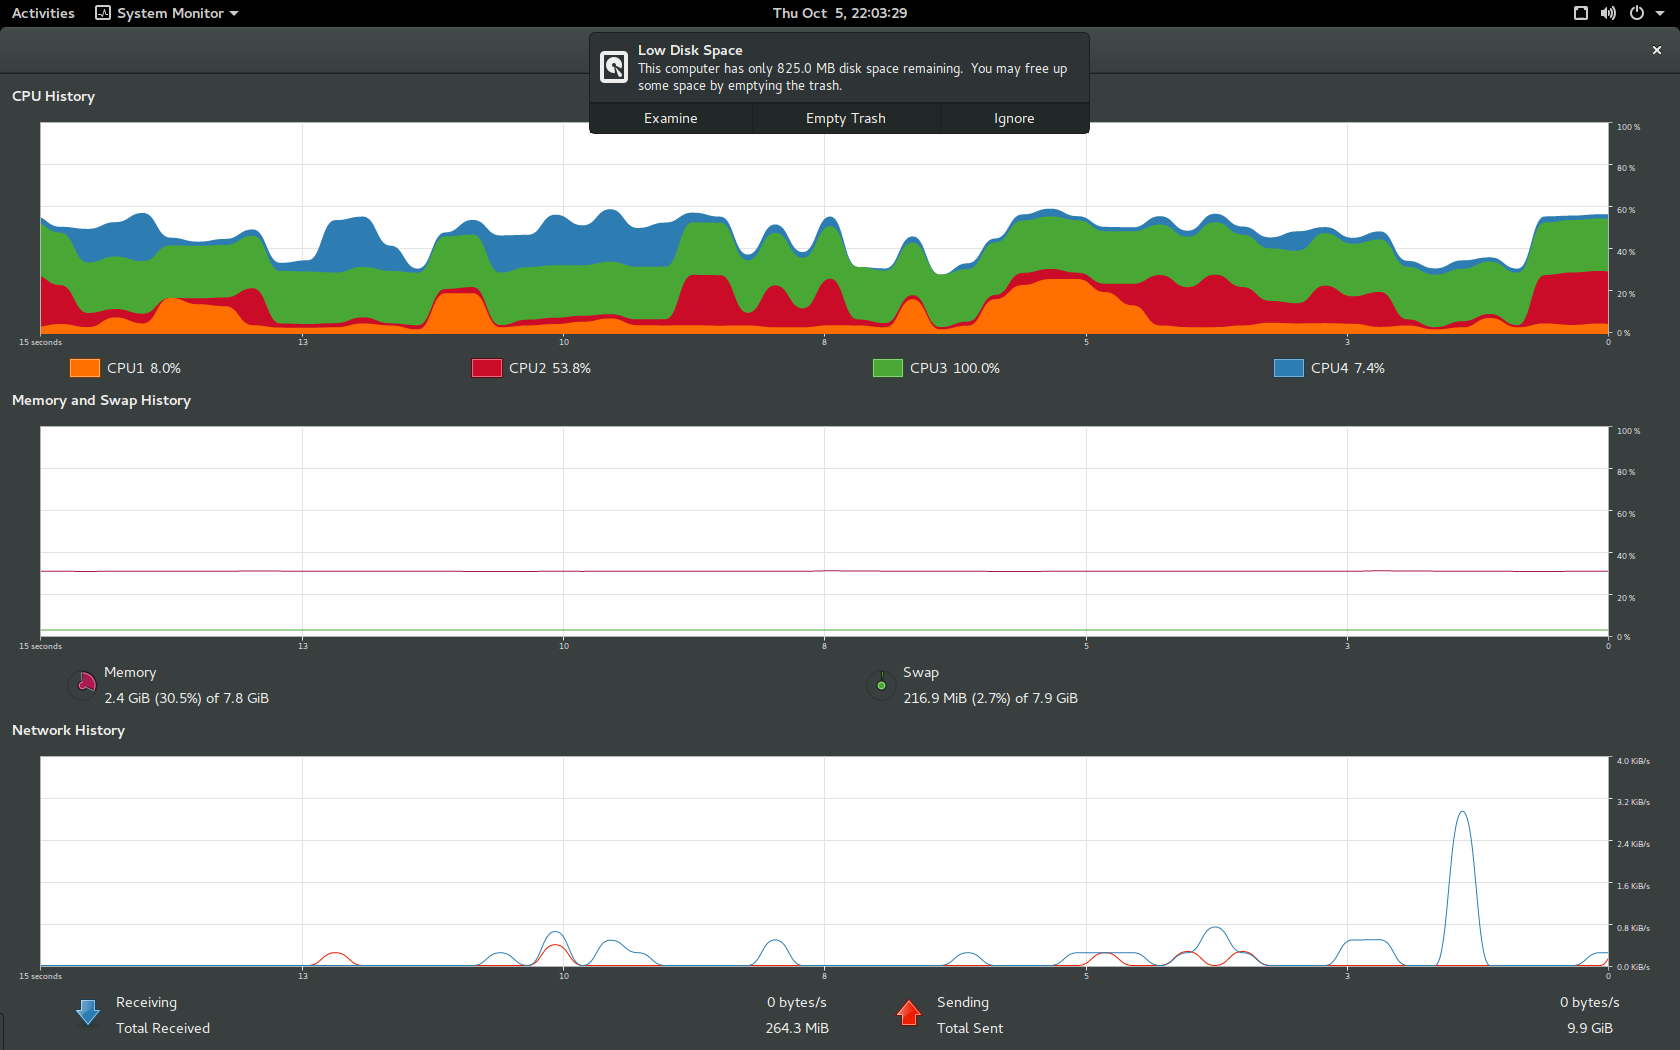 Activities System Monitor Thu Oct 5, 22:03:29
Low Disk Space
This computer has only 825.0 MB disk space remaining. You may free up
some space by emptying the trash.
Examine Empty Trash Ignore
CPU History
100 %
80 %
60 %
40 %
20 %
0 %
15 seconds 13 10 8 5 3 0
CPU1 8.0% CPU2 53.8% CPU3 100.0% CPU4 7.4%
Memory and Swap History
100 %
80 %
60 %
40 %
20 %
0 %
15 seconds 13 10 8 5 3 0
Memory Swap
2.4 GiB (30.5%) of 7.8 GiB 216.9 MiB (2.7%) of 7.9 GiB
Network History
4.0 KiB/s
3.2 KiB/s
2.4 KiB/s
1.6 KiB/s
0.8 KiB/s
0.0 KiB/s
15 seconds 13 10 8 5 3 0
Receiving 0 bytes/s Sending 0 bytes/s
Total Received 264.3 MiB Total Sent 9.9 GiB